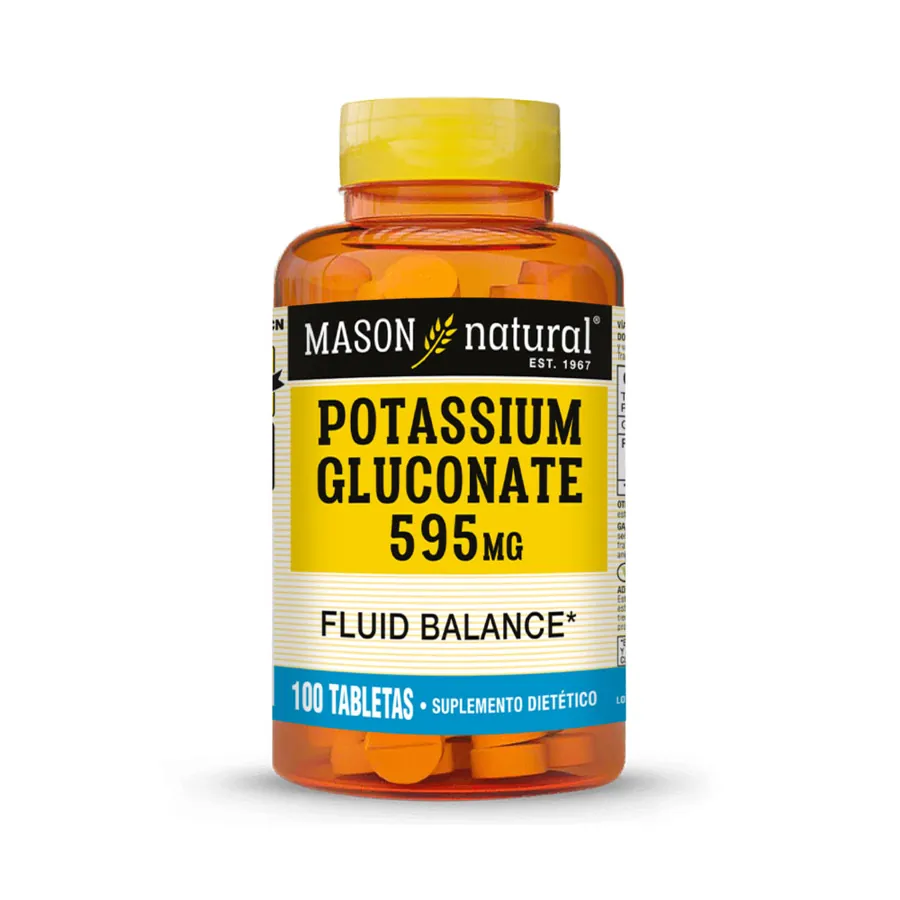 MASON natural®
EST. 1967
POTASSIUM
GLUCONATE
595MG
FLUID BALANCE*
100 TABLETAS • SUPLEMENTO DIETÉTICO